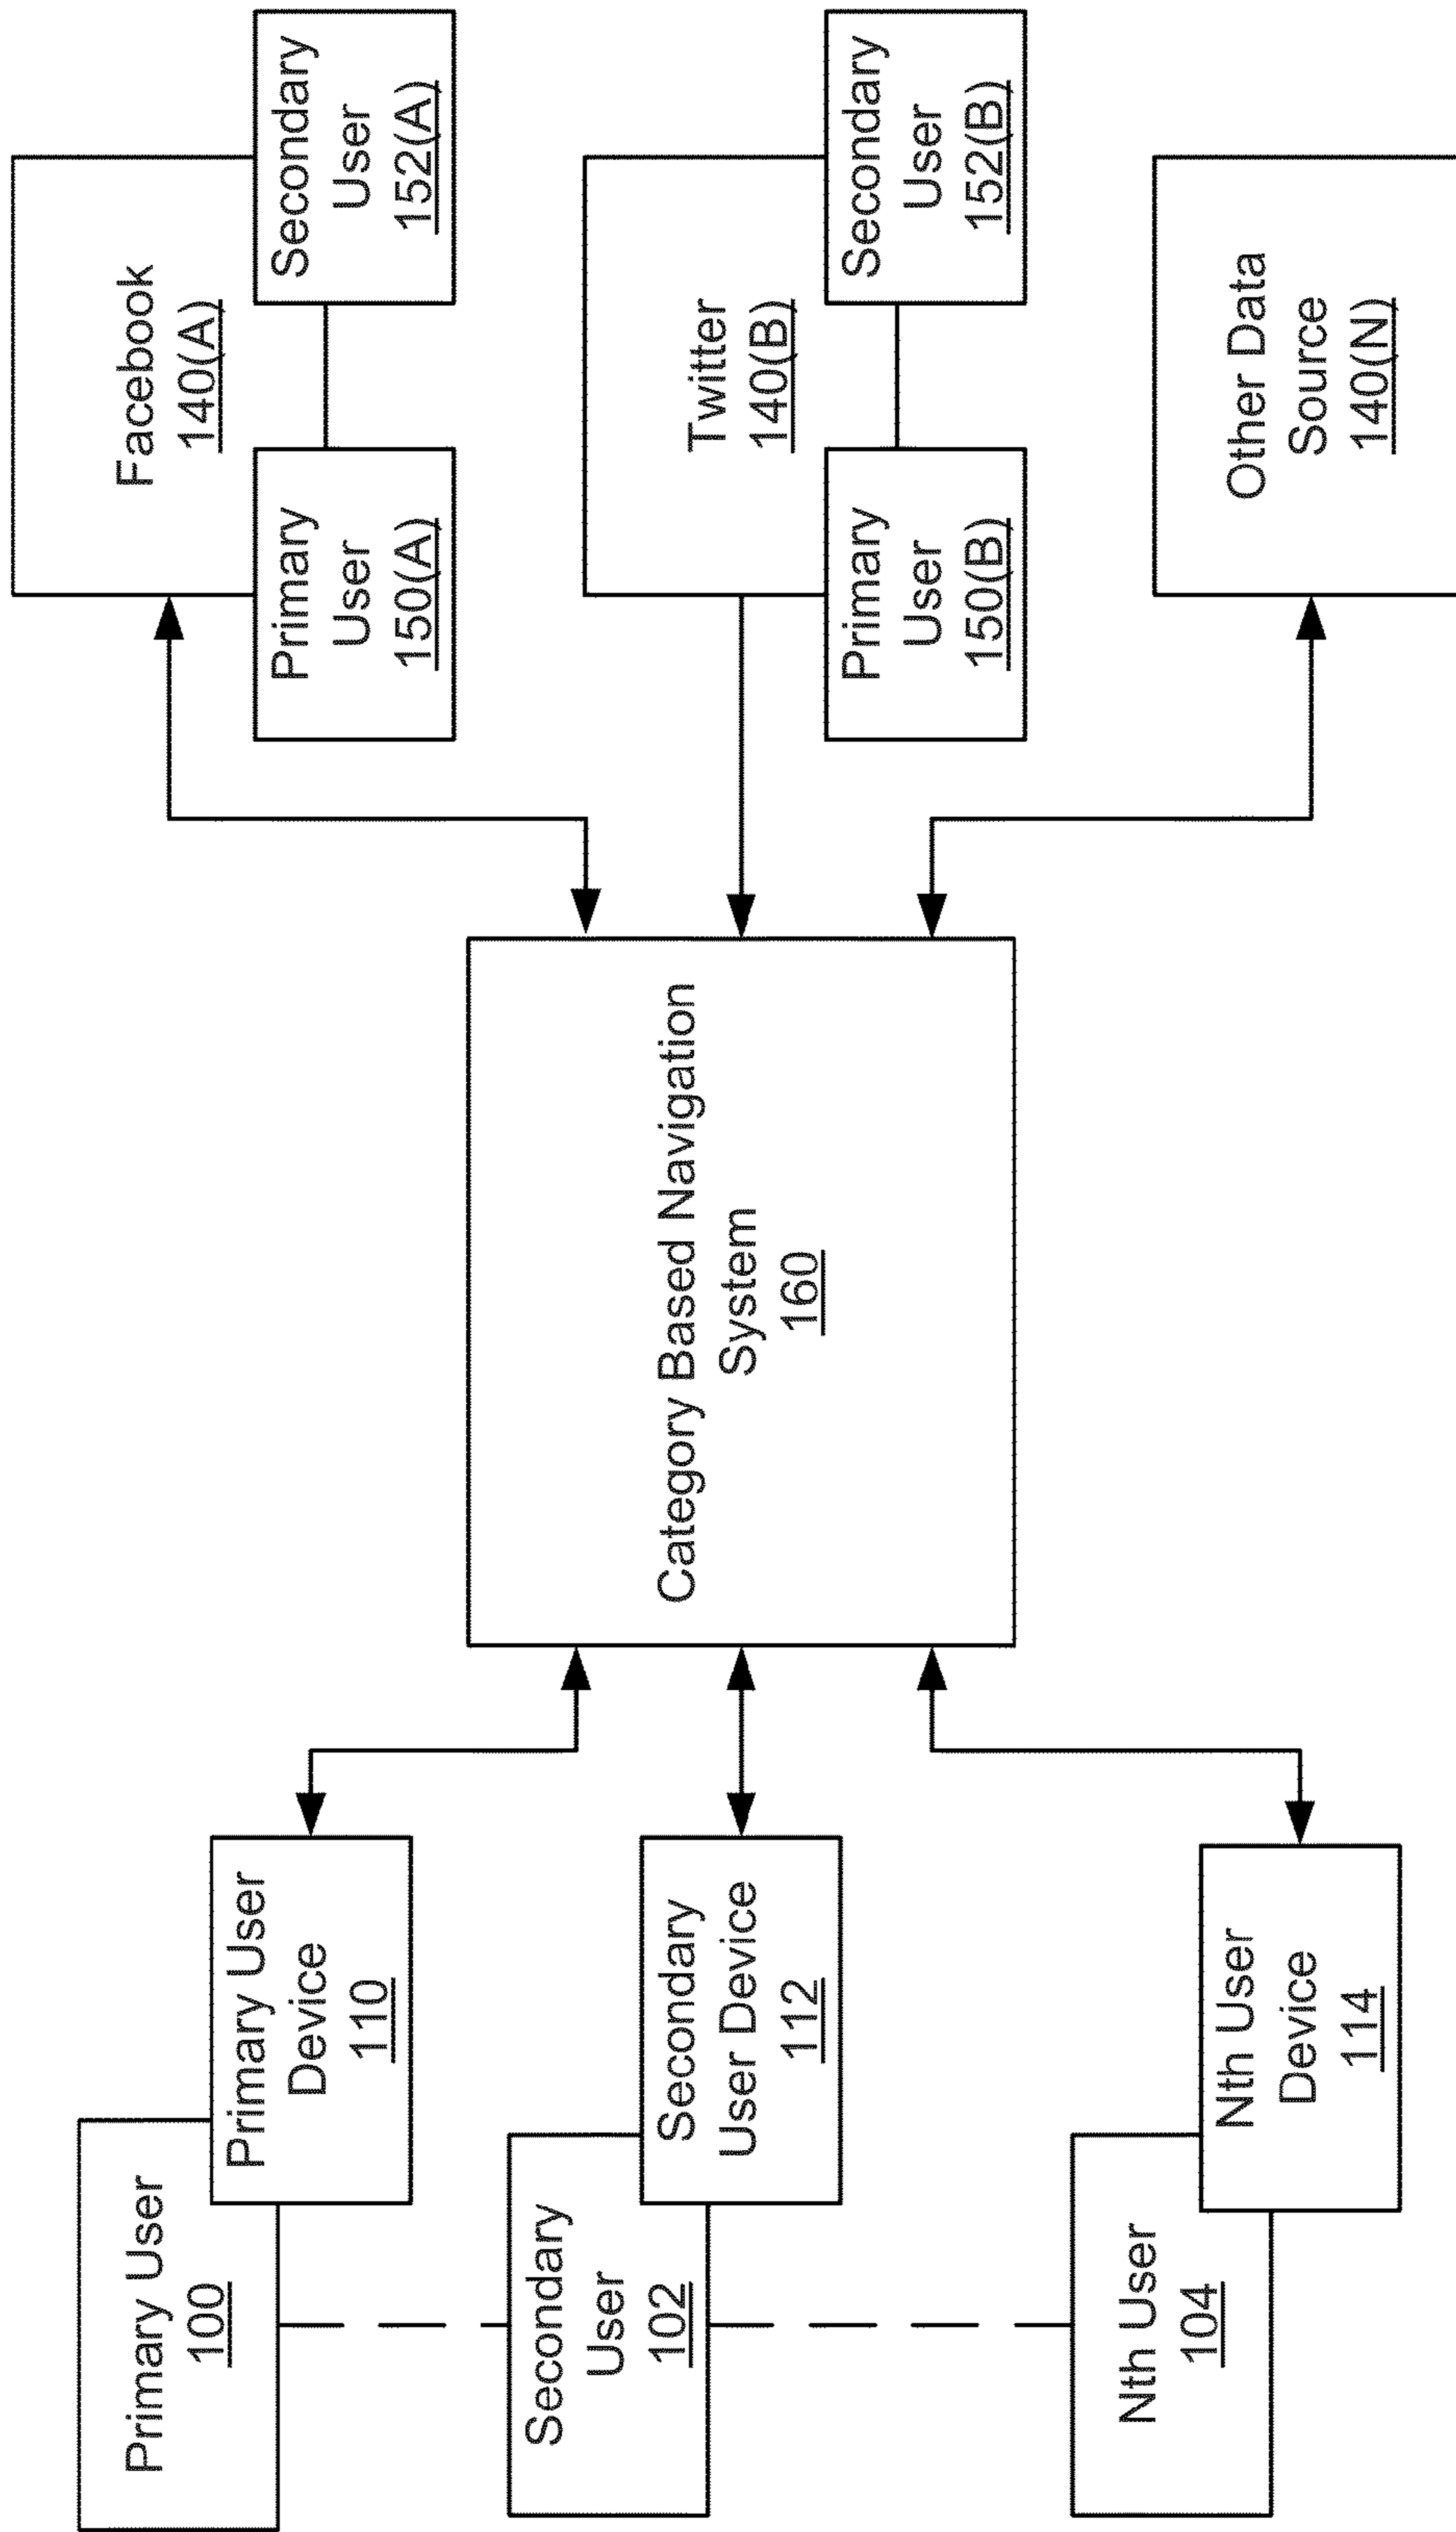 Primary User
100
Primary User
Device
110
Secondary
User
102
Secondary
User Device
112
Nth User
104
Nth User
Device
114
Category Based Navigation
System
160
Facebook
140(A)
Primary
User
150(A)
Secondary
User
152(A)
Twitter
140(B)
Primary
User
150(B)
Secondary
User
152(B)
Other Data
Source
140(N)